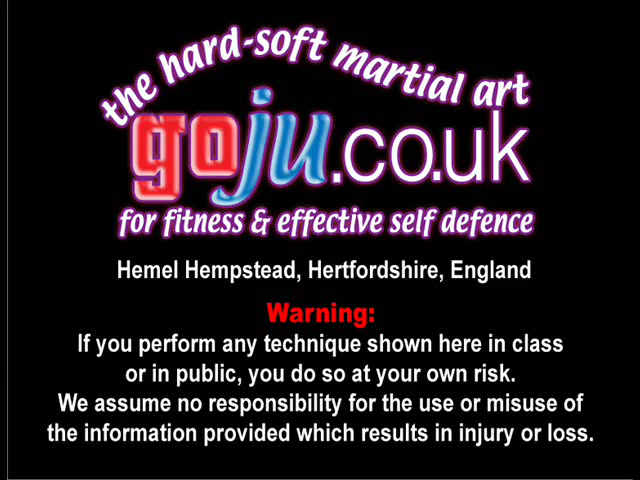 the hard-soft martial art
goju.co.uk
for fitness & effective self defence
Hemel Hempstead, Hertfordshire, England
Warning:
If you perform any technique shown here in class
or in public, you do so at your own risk.
We assume no responsibility for the use or misuse of
the information provided which results in injury or loss.